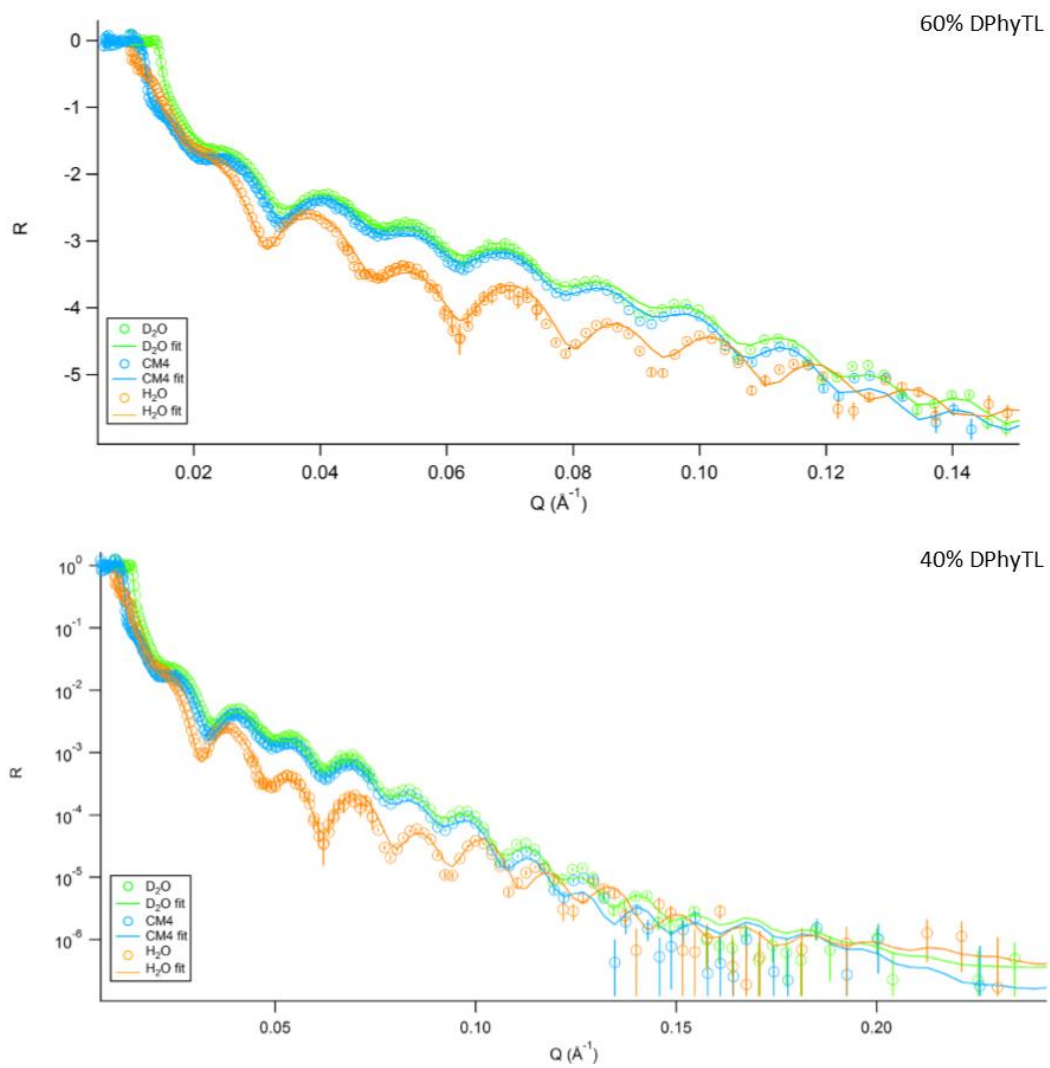 60% DPhyTL
0
-1
-2
-3
-4
-5
R
D₂O
D₂O fit
CM4
CM4 fit
H₂O
H₂O fit
0.02 0.04 0.06 0.08 0.10 0.12 0.14
Q (Å⁻¹)
40% DPhyTL
10⁰
10⁻¹
10⁻²
10⁻³
10⁻⁴
10⁻⁵
10⁻⁶
R
D₂O
D₂O fit
CM4
CM4 fit
H₂O
H₂O fit
0.05 0.10 0.15 0.20
Q (Å⁻¹)